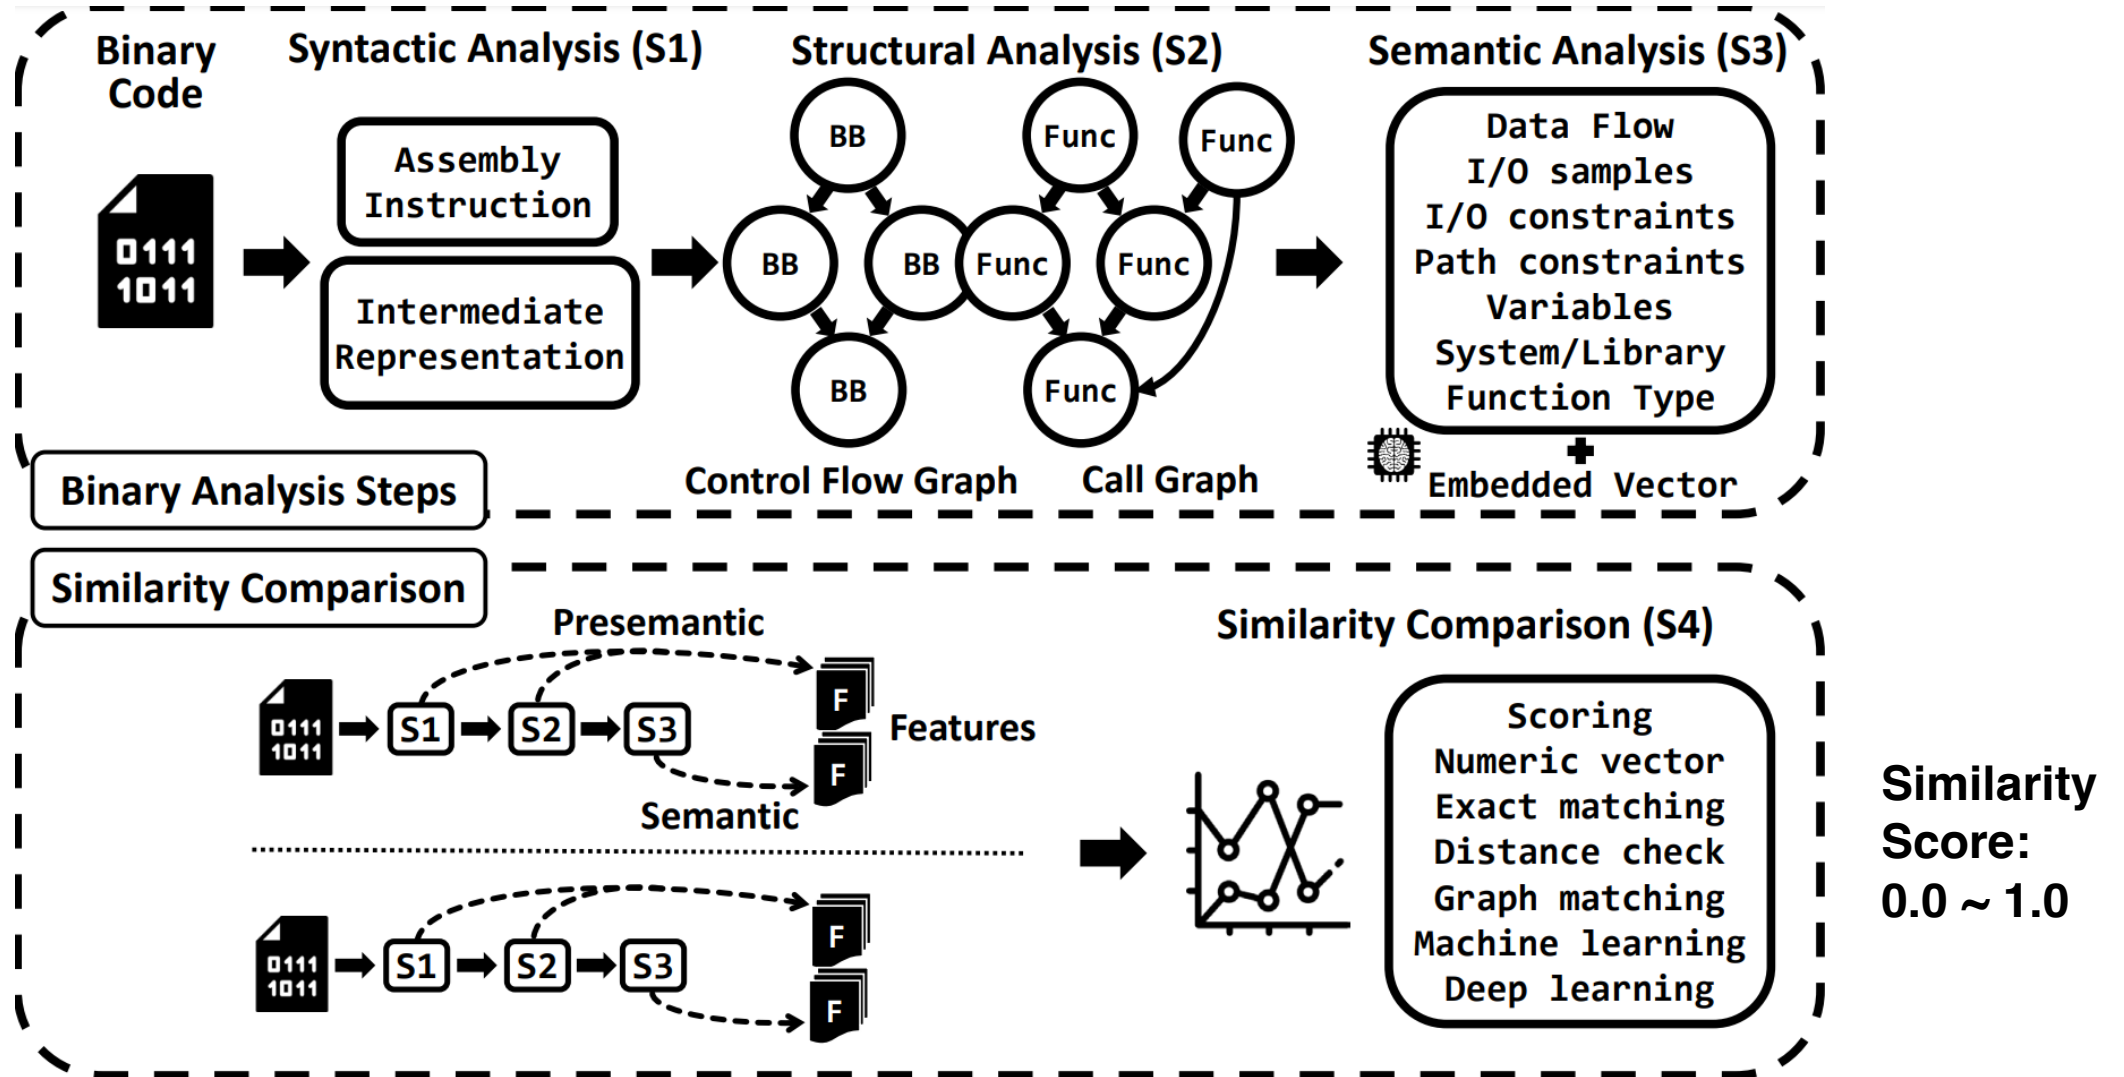 Binary
Code
Syntactic Analysis (S1)
Structural Analysis (S2)
Semantic Analysis (S3)
0111
1011
Assembly
Instruction
Intermediate
Representation
BB
BB
BB
BB
Control Flow Graph
Func
Func
Func
Func
Func
Call Graph
Data Flow
I/O samples
I/O constraints
Path constraints
Variables
System/Library
Function Type
Embedded Vector
Binary Analysis Steps
Similarity Comparison
Presemantic
0111
1011
S1
S2
S3
F
F
Features
Semantic
0111
1011
S1
S2
S3
F
F
Similarity Comparison (S4)
Scoring
Numeric vector
Exact matching
Distance check
Graph matching
Machine learning
Deep learning
Similarity
Score:
0.0 ~ 1.0